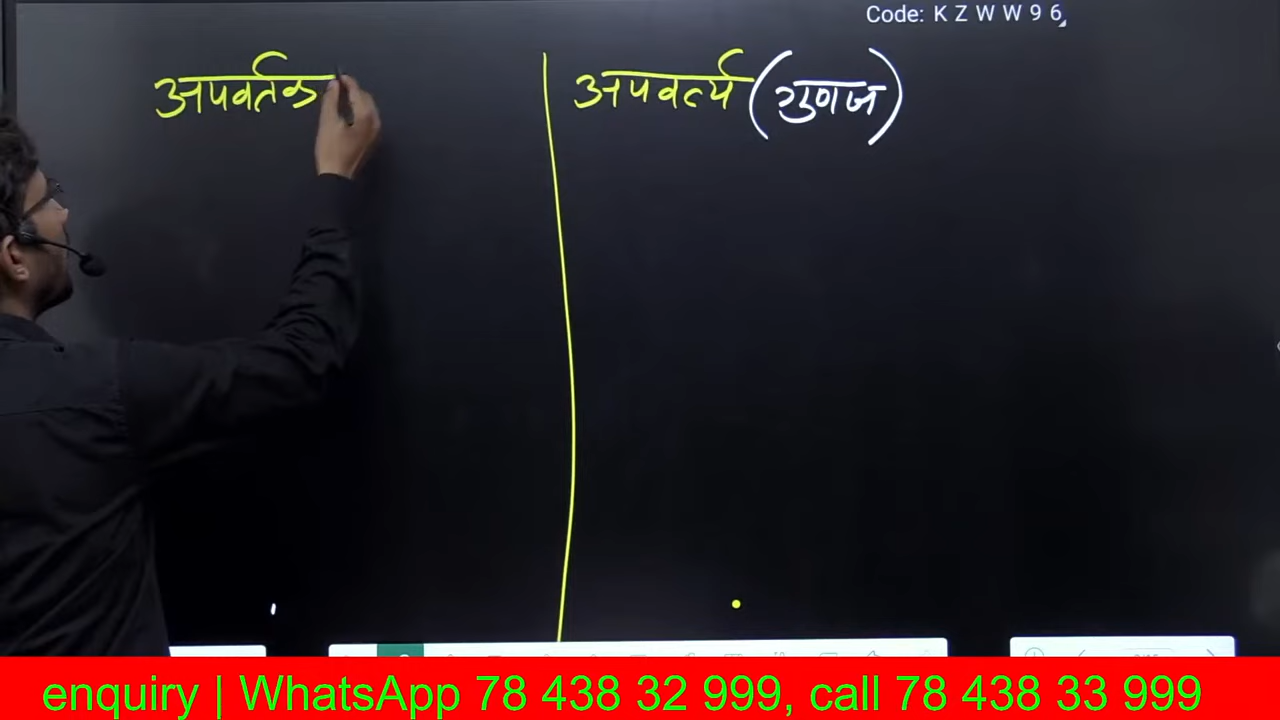 Code: K Z W W 9 6
अपवर्तक
अपवर्त्य (गुणज)
enquiry | WhatsApp 78 438 32 999, call 78 438 33 999